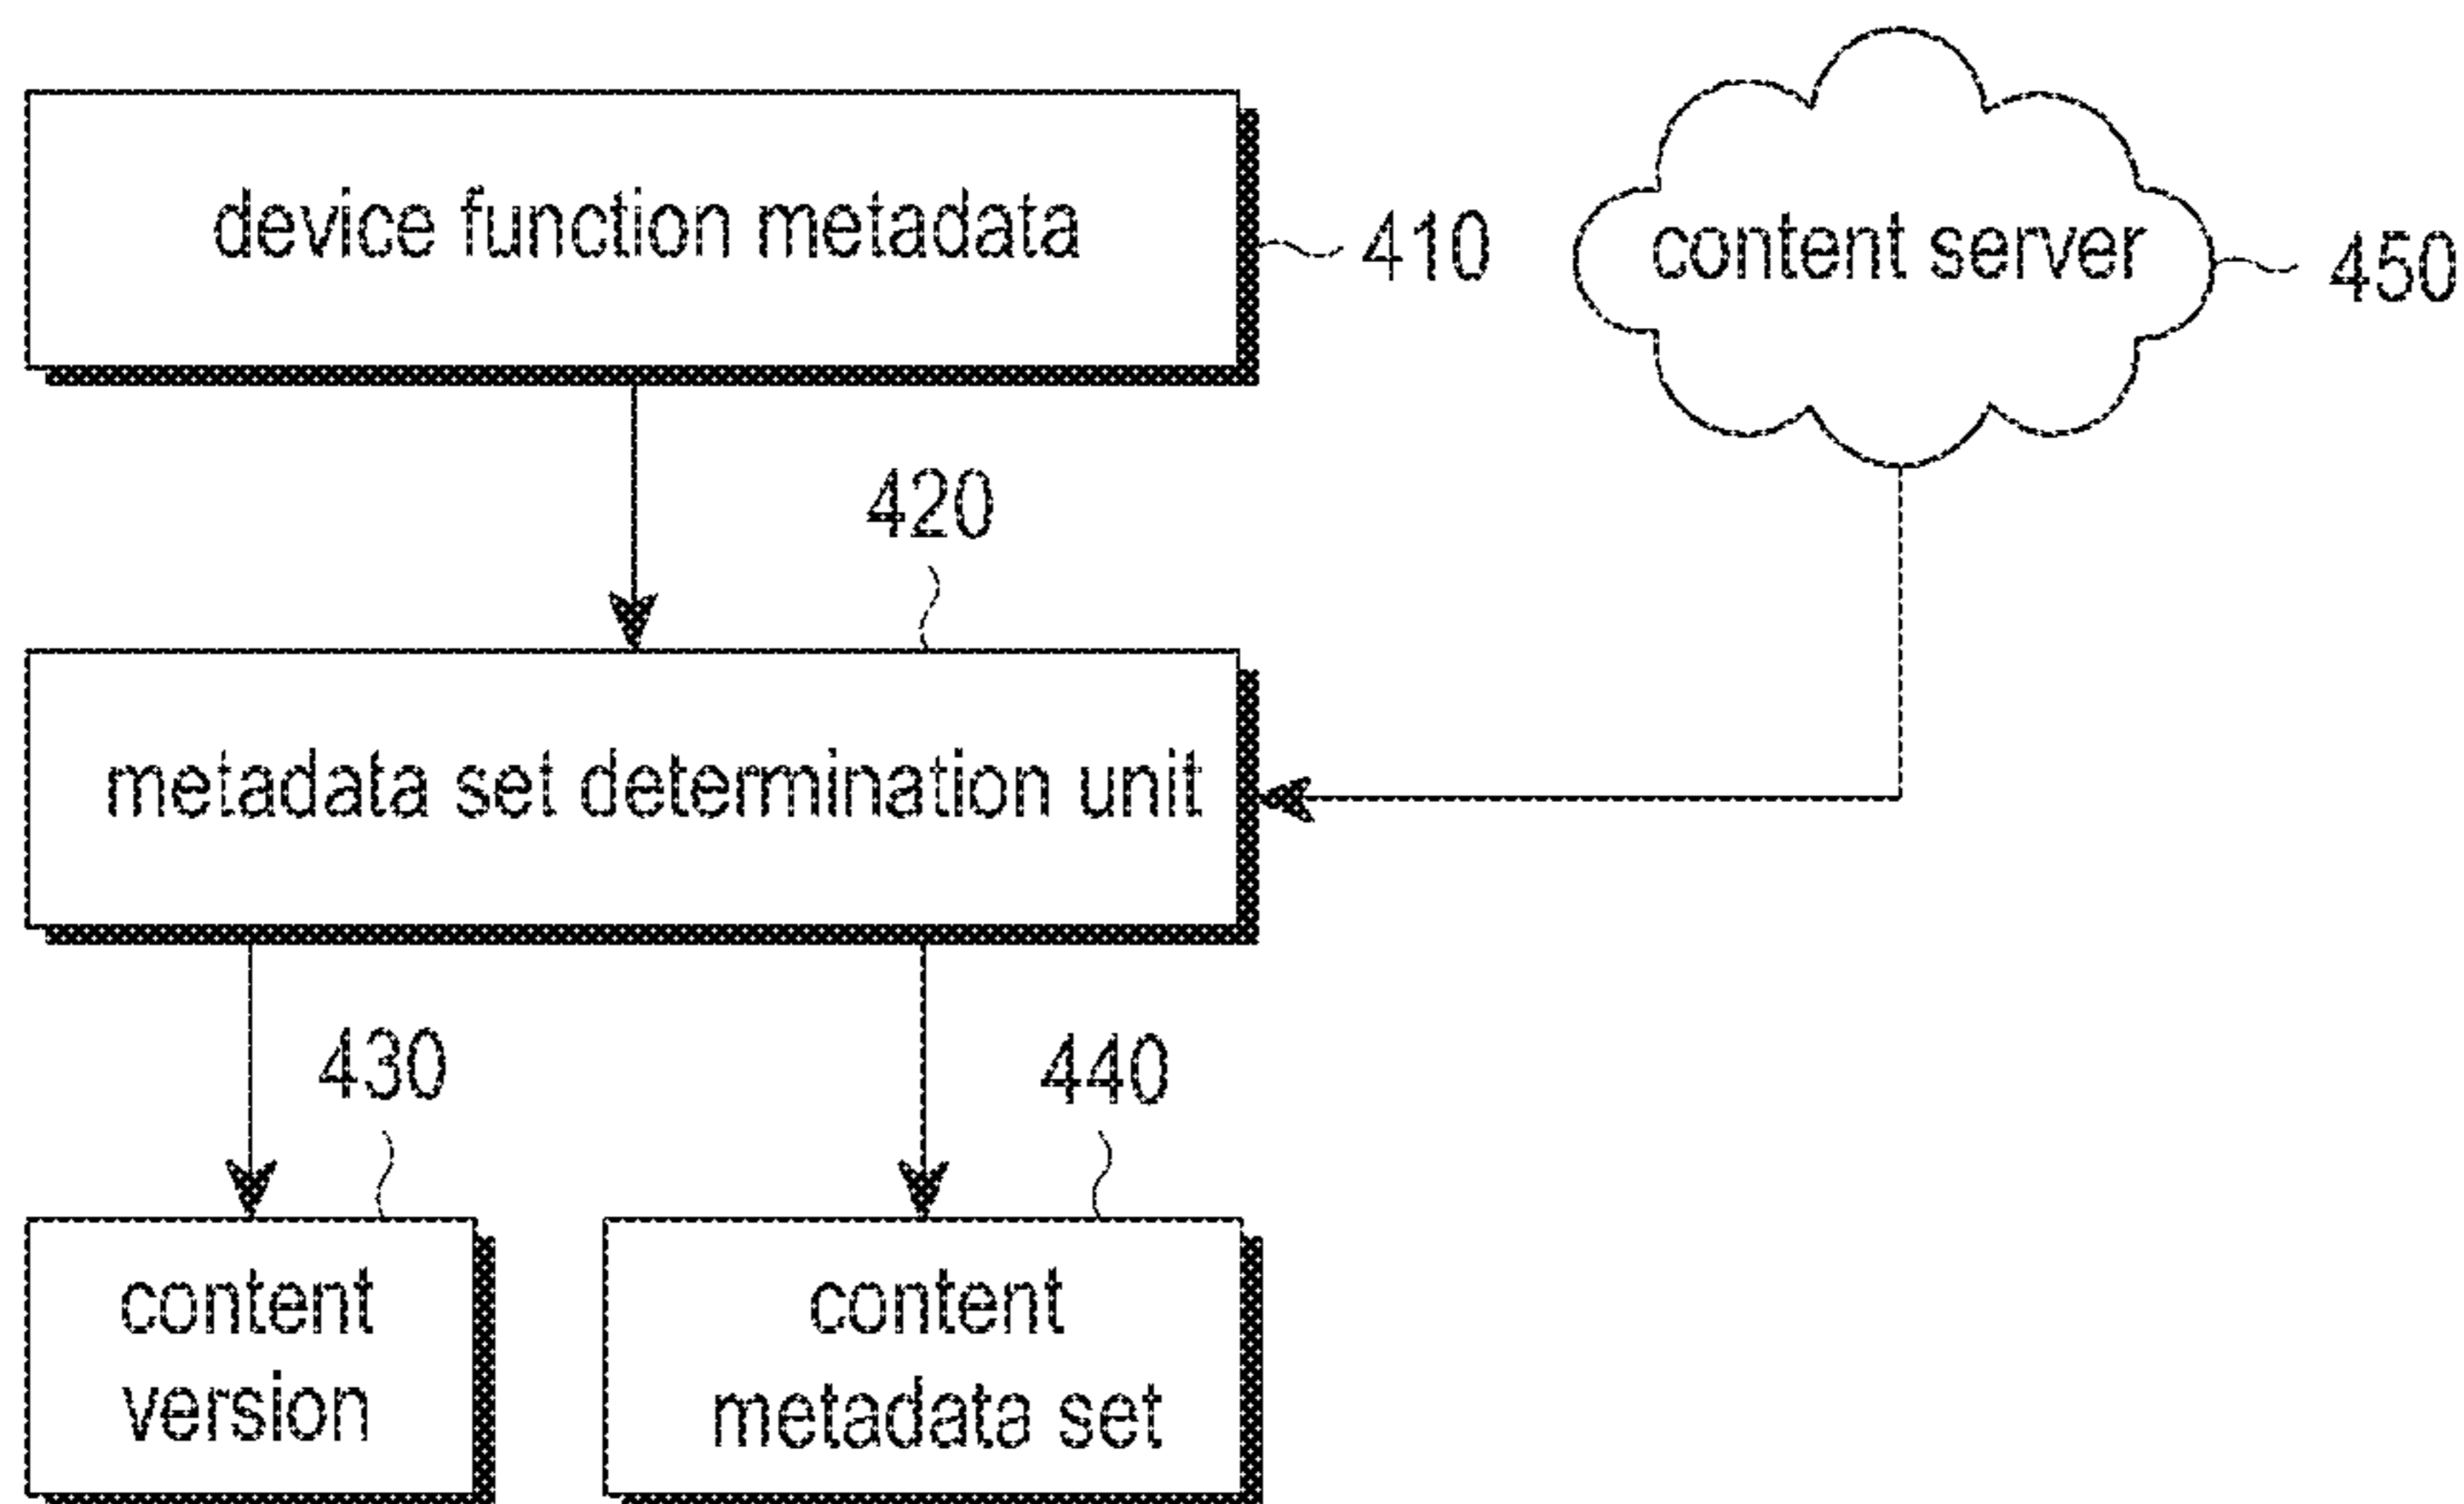 device function metadata
410
content server
450
420
metadata set determination unit
430
440
content
version
content
metadata set